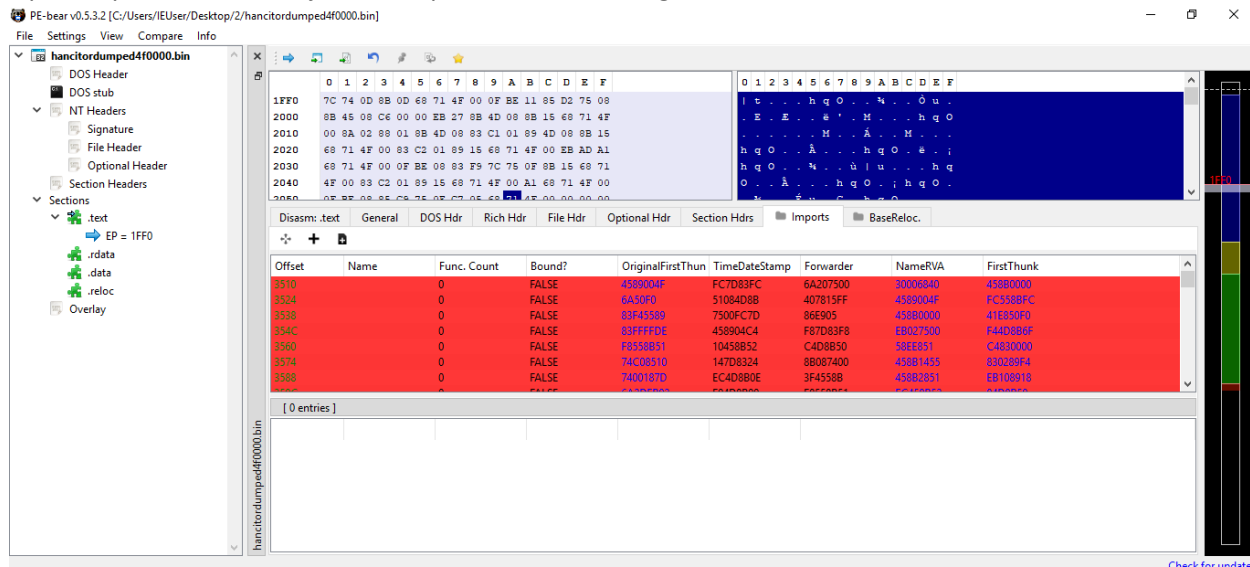 PE-bear v0.5.3.2 [C:/Users/IEUser/Desktop/2/hancitordumped4f0000.bin]
File Settings View Compare Info
hancitordumped4f0000.bin
DOS Header
DOS stub
NT Headers
Signature
File Header
Optional Header
Section Headers
Sections
.text
EP = 1FF0
.rdata
.data
.reloc
Overlay
0 1 2 3 4 5 6 7 8 9 A B C D E F
1FF0 7C 74 0D 8B 0D 68 71 4F 00 0F BE 11 85 D2 75 08
2000 8B 45 08 C6 00 00 EB 27 8B 4D 08 8B 15 68 71 4F
2010 00 8A 02 88 01 8B 4D 08 83 C1 01 89 4D 08 8B 15
2020 68 71 4F 00 83 C2 01 89 15 68 71 4F 00 EB AD A1
2030 68 71 4F 00 0F BE 08 83 F9 7C 75 0F 8B 15 68 71
2040 4F 00 83 C2 01 89 15 68 71 4F 00 A1 68 71 4F 00
0 1 2 3 4 5 6 7 8 9 A B C D E F
| t . . . h q O . . ¾ . . Ò u .
. E . Æ . . ë ' . M . . . h q O
. . . . . . M . . Á . . M . . .
h q O . . Â . . . h q O . ë . ¡
h q O . . ¾ . . ù | u . . . h q
O . . Â . . . h q O . ¡ h q O .
1FF0
Disasm: .text General DOS Hdr Rich Hdr File Hdr Optional Hdr Section Hdrs Imports BaseReloc.
Offset Name Func. Count Bound? OriginalFirstThun TimeDateStamp Forwarder NameRVA FirstThunk
3510 0 FALSE 4589004F FC7D83FC 6A207500 30006840 458B0000
3524 0 FALSE 6A50F0 51084D8B 407815FF 4589004F FC558BFC
3538 0 FALSE 83F45589 7500FC7D 86E905 458B0000 41E850F0
354C 0 FALSE 83FFFFDE 458904C4 F87D83F8 EB027500 F44D8B6F
3560 0 FALSE F8558B51 10458B52 C4D8B50 58EE851 C4830000
3574 0 FALSE 74C08510 147D8324 8B087400 458B1455 830289F4
3588 0 FALSE 7400187D EC4D8B0E 3F4558B 458B2851 EB108918
[ 0 entries ]
hancitordumped4f0000.bin
Check for update